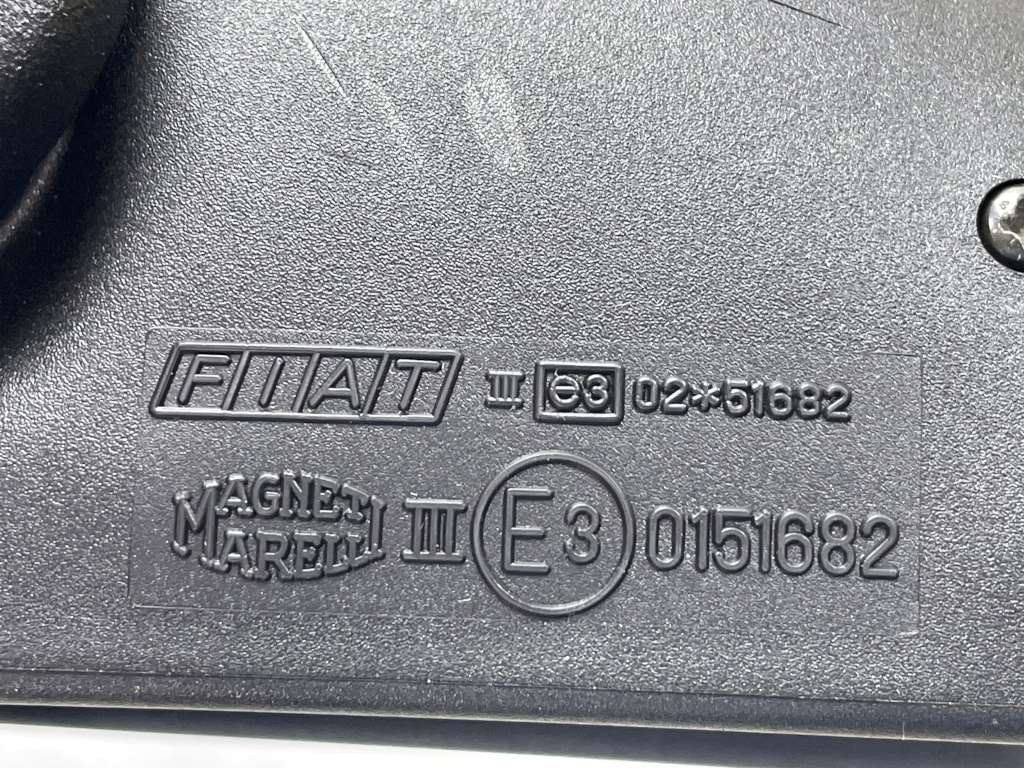 FIAT III e3 02*51682
MAGNETI MARELLI III E3 0151682